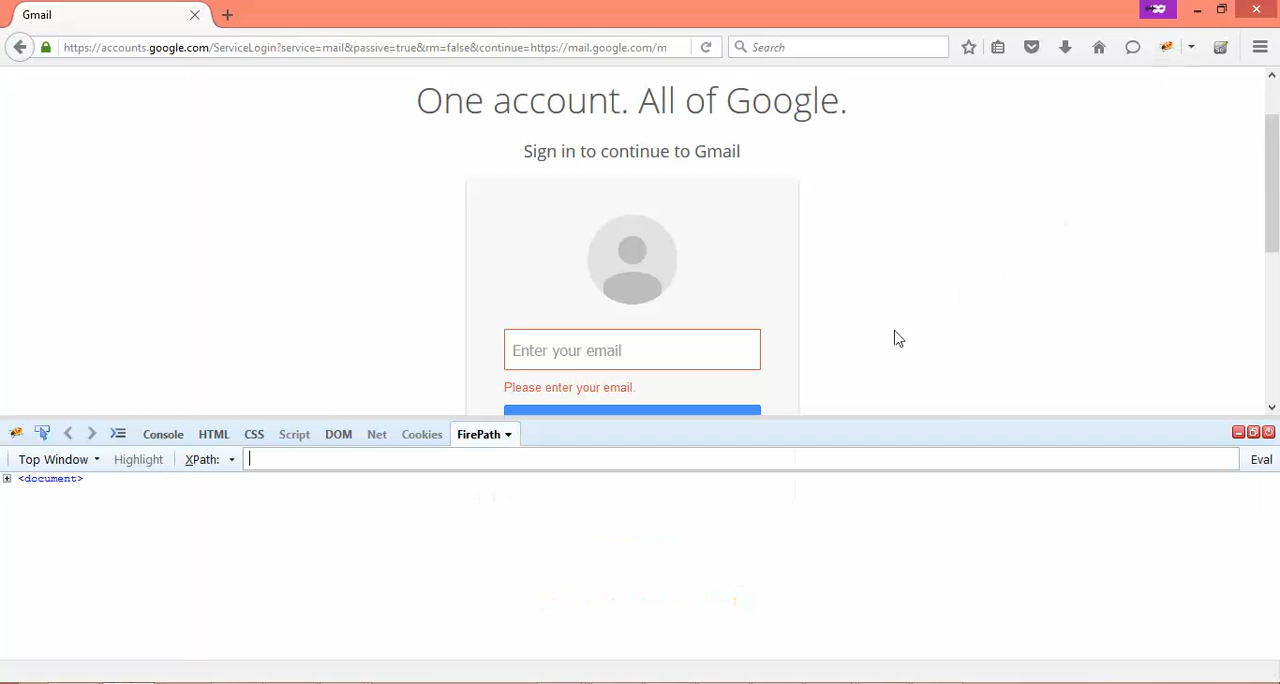 Gmail
https://accounts.google.com/ServiceLogin?service=mail&passive=true&rm=false&continue=https://mail.google.com/m
Search
One account. All of Google.
Sign in to continue to Gmail
Enter your email
Please enter your email.
Console HTML CSS Script DOM Net Cookies FirePath
Top Window Highlight XPath: Eval
<document>